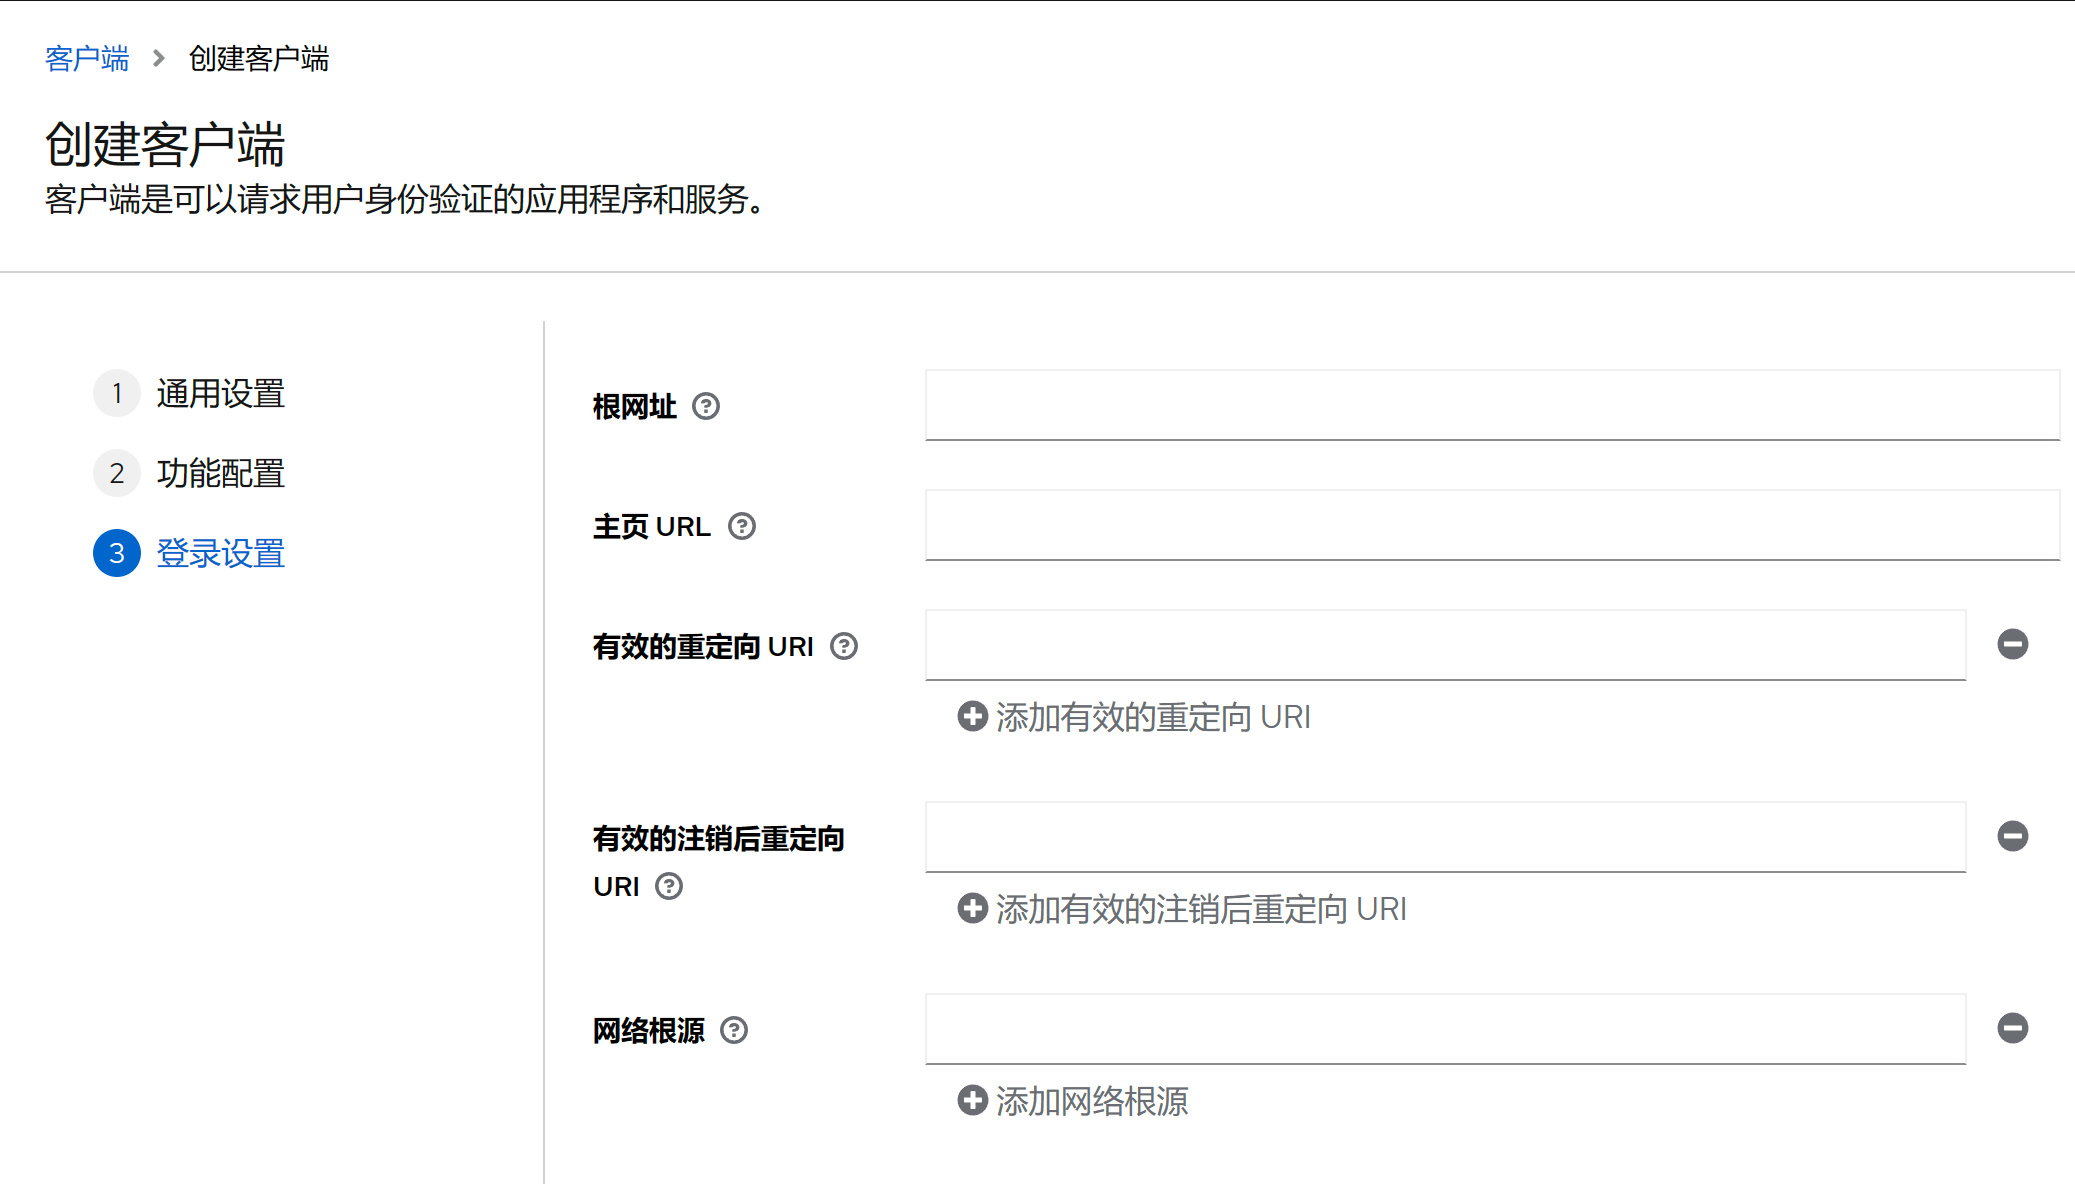 客户端 > 创建客户端
创建客户端
客户端是可以请求用户身份验证的应用程序和服务。
1 通用设置
2 功能配置
3 登录设置
根网址
主页 URL
有效的重定向 URI
添加有效的重定向 URI
有效的注销后重定向
URI
添加有效的注销后重定向 URI
网络根源
添加网络根源